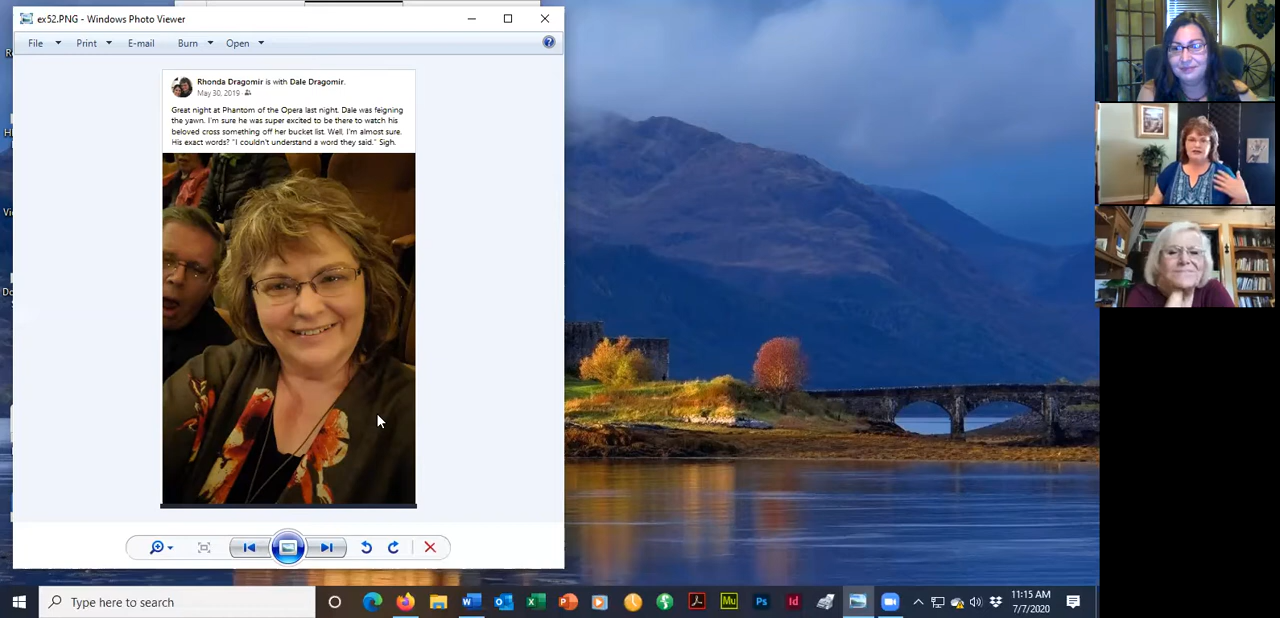 ex52.PNG - Windows Photo Viewer
File Print E-mail Burn Open
Rhonda Dragomir is with Dale Dragomir.
May 30, 2019
Great night at Phantom of the Opera last night. Dale was feigning
the yawn. I'm sure he was super excited to be there to watch his
beloved cross something off her bucket list. Well, I'm almost sure.
His exact words? "I couldn't understand a word they said." Sigh.
Type here to search
Mu
Ps
Id
11:15 AM
7/7/2020